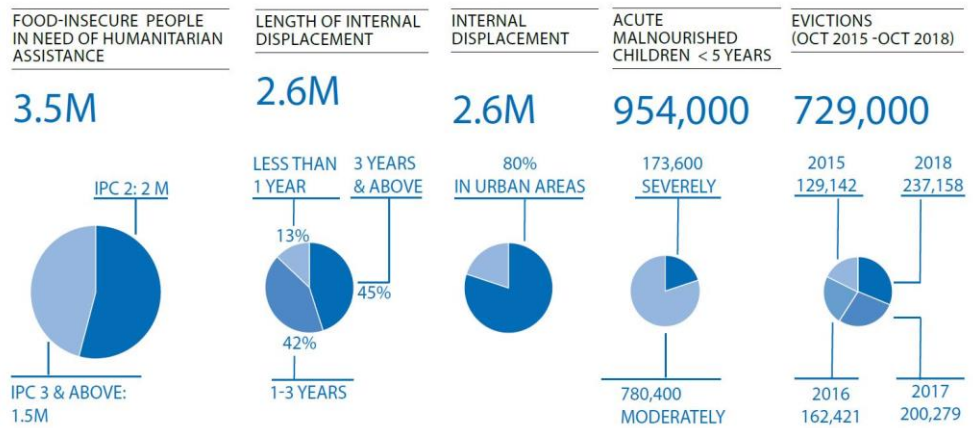 FOOD-INSECURE PEOPLE
IN NEED OF HUMANITARIAN
ASSISTANCE
3.5M
IPC 2: 2 M
IPC 3 & ABOVE:
1.5M
LENGTH OF INTERNAL
DISPLACEMENT
2.6M
LESS THAN
1 YEAR
3 YEARS
& ABOVE
13%
45%
42%
1-3 YEARS
INTERNAL
DISPLACEMENT
2.6M
80%
IN URBAN AREAS
ACUTE
MALNOURISHED
CHILDREN < 5 YEARS
954,000
173,600
SEVERELY
780,400
MODERATELY
EVICTIONS
(OCT 2015 -OCT 2018)
729,000
2015
129,142
2018
237,158
2016
162,421
2017
200,279